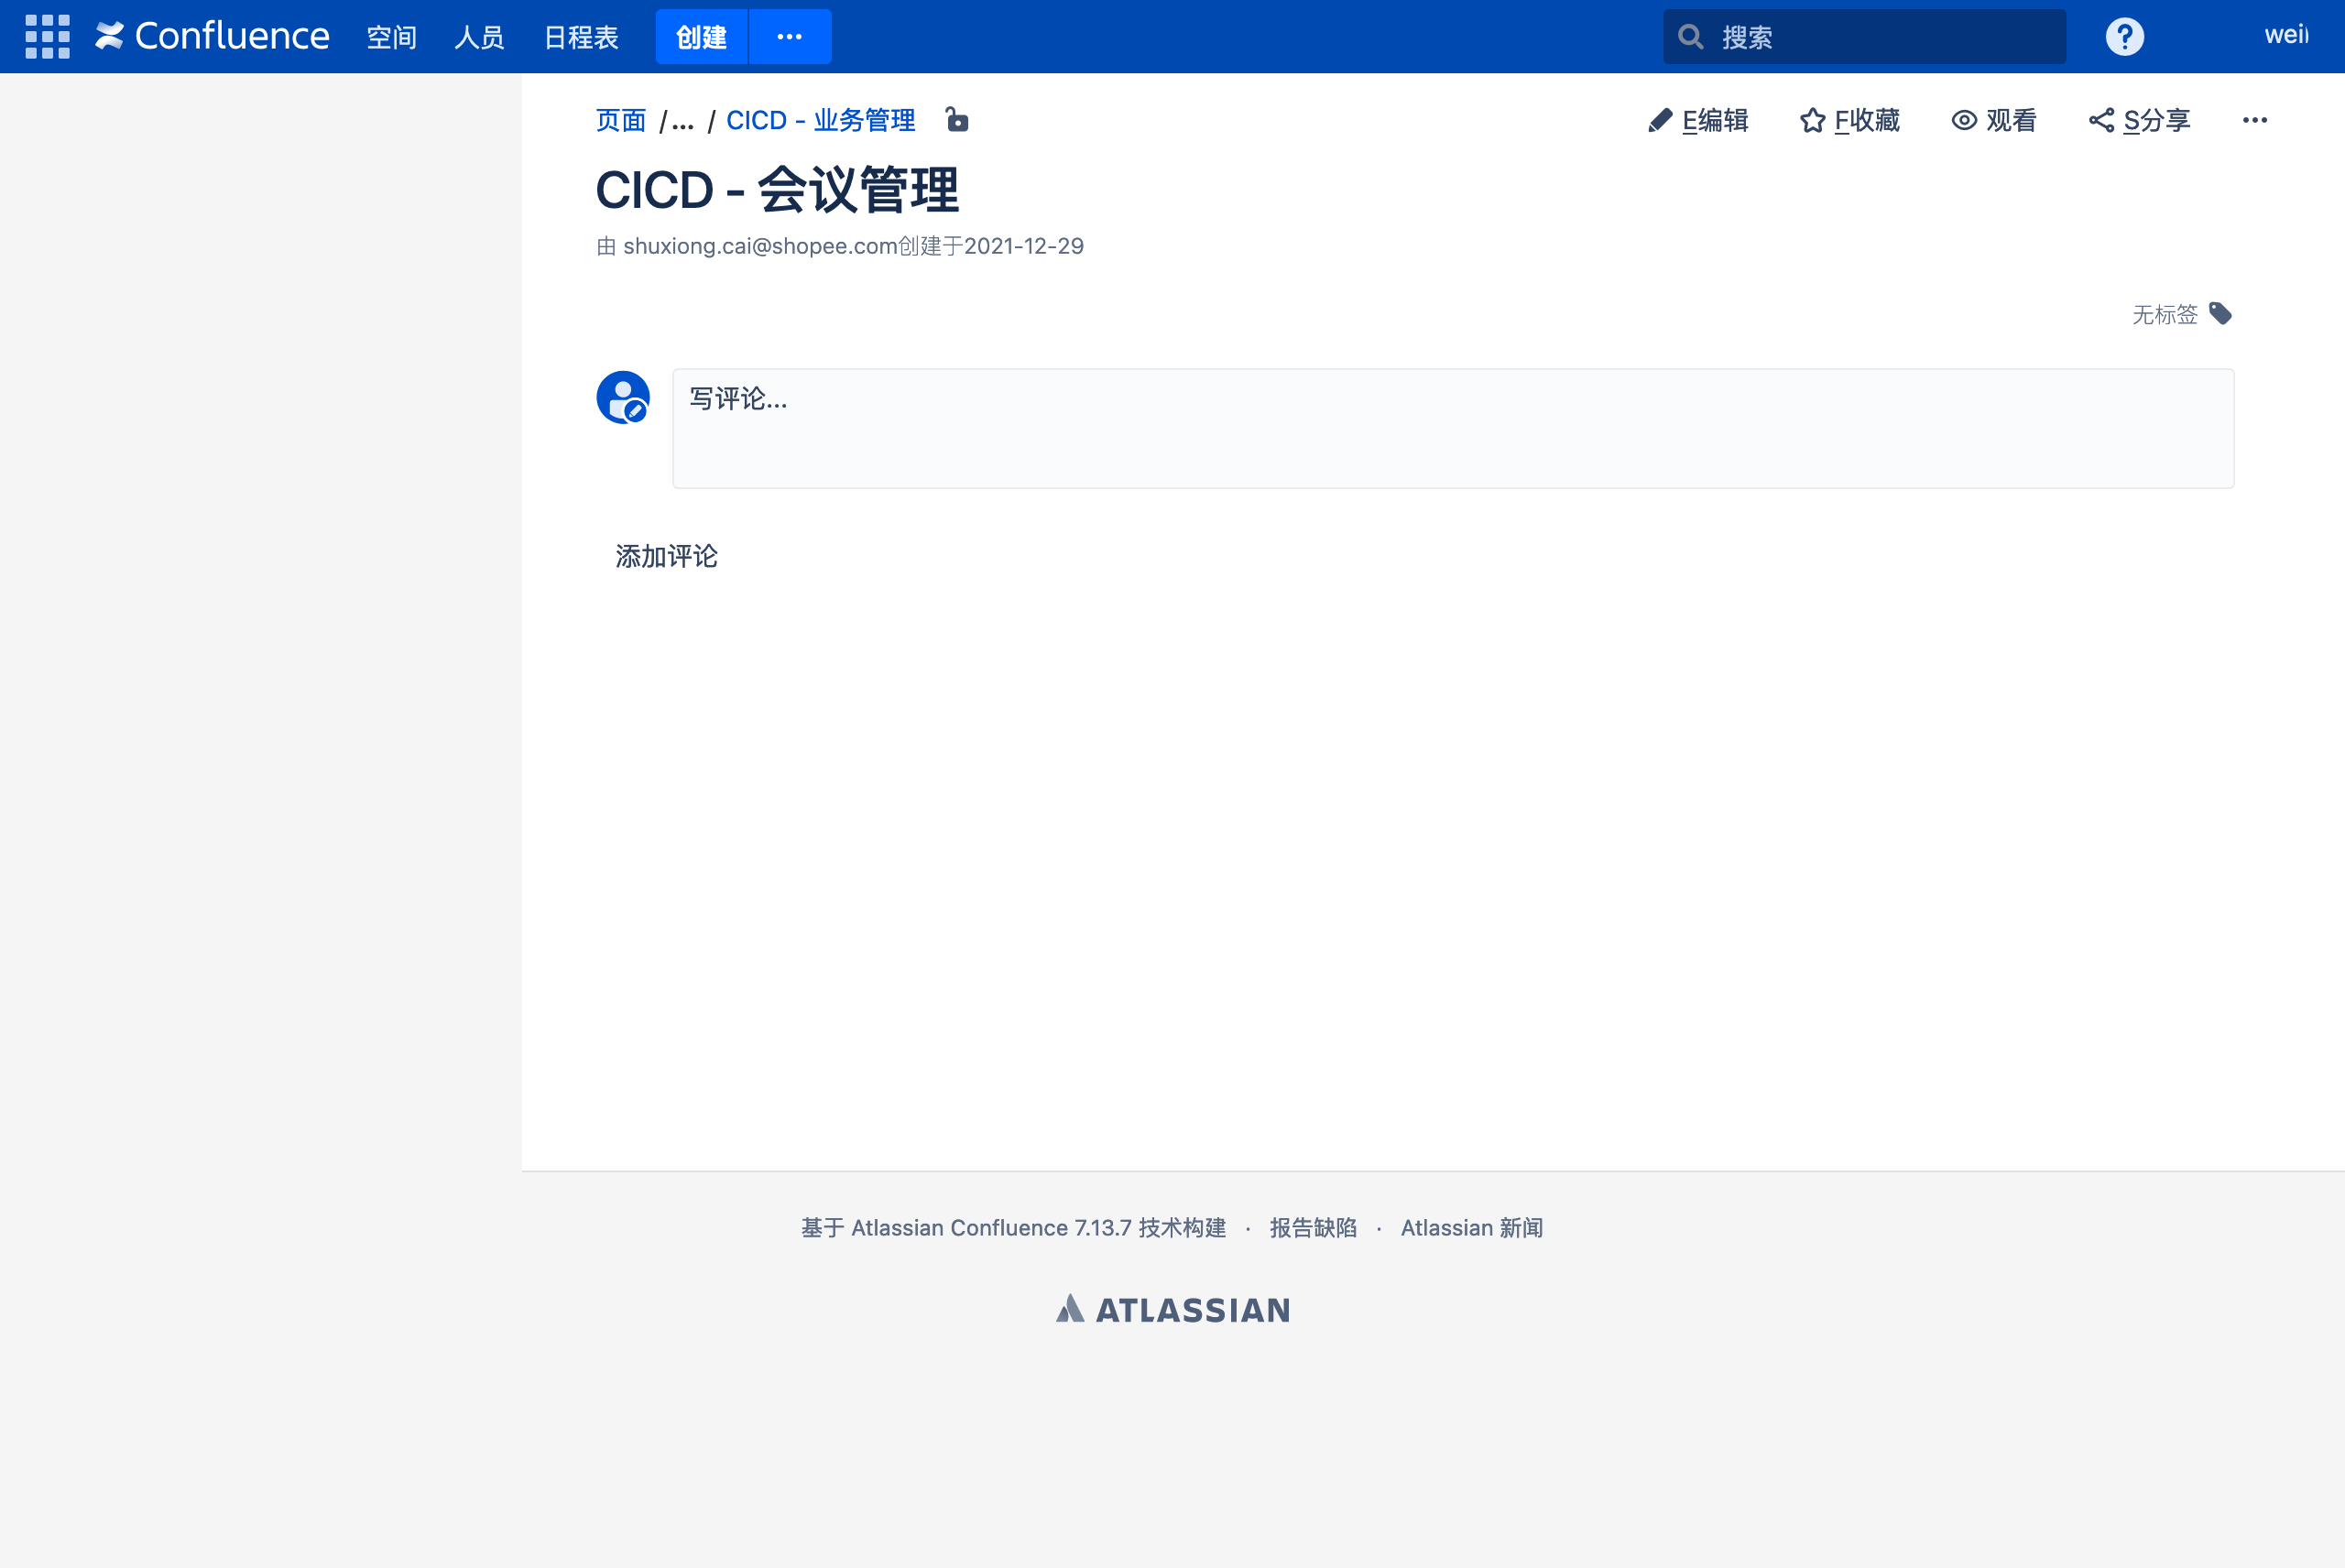 Confluence 空间 人员 日程表 创建 ··· 搜索 ? weii
页面 /... / CICD - 业务管理 E编辑 F收藏 观看 S分享 ···
CICD - 会议管理
由 shuxiong.cai@shopee.com创建于2021-12-29
无标签
写评论...
添加评论
基于 Atlassian Confluence 7.13.7 技术构建 · 报告缺陷 · Atlassian 新闻
ATLASSIAN